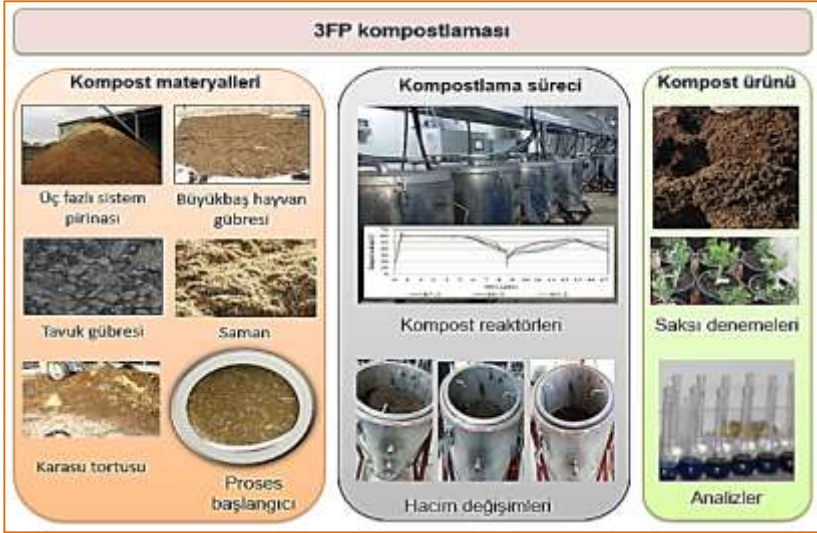 3FP kompostlaması
Kompost materyalleri
Üç fazlı sistem
pirinası
Büyükbaş hayvan
gübresi
Tavuk gübresi
Saman
Karasu tortusu
Proses
başlangıcı
Kompostlama süreci
Kompost reaktörleri
Hacim değişimleri
Kompost ürünü
Saksı denemeleri
Analizler